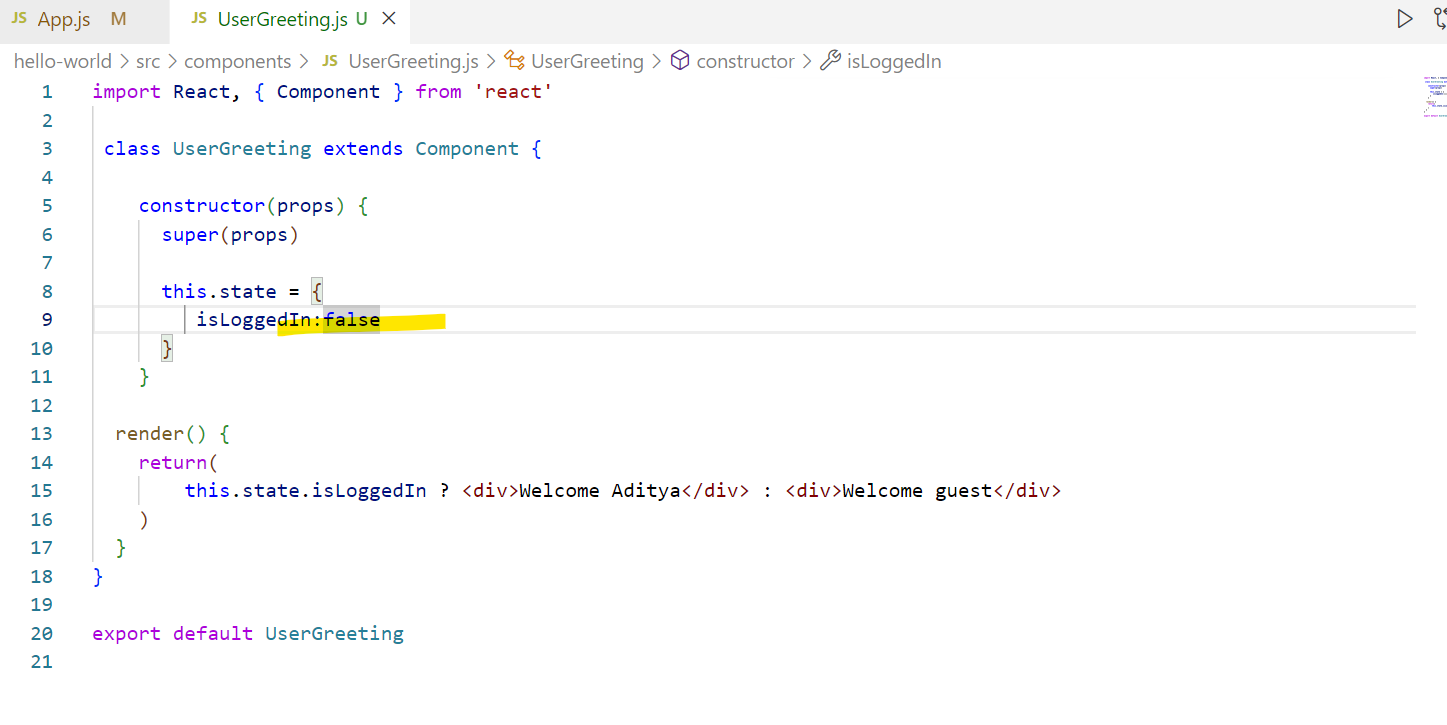 JS App.js M JS UserGreeting.js U
hello-world > src > components > JS UserGreeting.js > UserGreeting > constructor > isLoggedIn
1 import React, { Component } from 'react'
2
3 class UserGreeting extends Component {
4
5 constructor(props) {
6 super(props)
7
8 this.state = {
9 isLoggedIn:false
10 }
11 }
12
13 render() {
14 return(
15 this.state.isLoggedIn ? <div>Welcome Aditya</div> : <div>Welcome guest</div>
16 )
17 }
18 }
19
20 export default UserGreeting
21